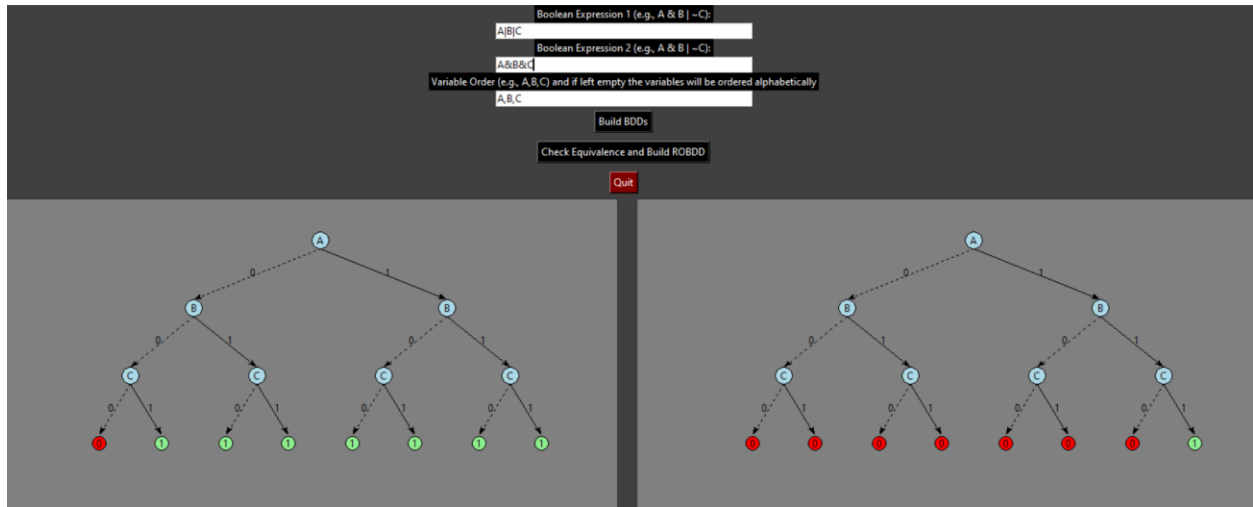 Boolean Expression 1 (e.g., A & B | ~C):
A|B|C
Boolean Expression 2 (e.g., A & B | ~C):
A&B&C
Variable Order (e.g., A,B,C) and if left empty the variables will be ordered alphabetically
A,B,C
Build BDDs
Check Equivalence and Build ROBDD
Quit
A A
0 1 0 1
B B B B
0 1 0 1 0 1 0 1
C C C C C C C C
0 1 0 1 0 1 0 1 0 1 0 1 0 1 0 1
0 1 1 1 1 1 1 1 0 0 0 0 0 0 0 1